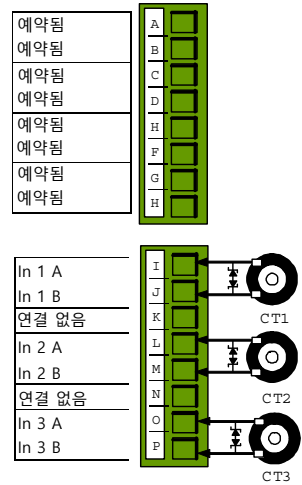 예약됨 A
예약됨 B
예약됨 C
예약됨 D
예약됨 H
예약됨 F
예약됨 G
예약됨 H
In 1 A I
In 1 B J
연결 없음 K
In 2 A L
In 2 B M
연결 없음 N
In 3 A O
In 3 B P
CT1
CT2
CT3